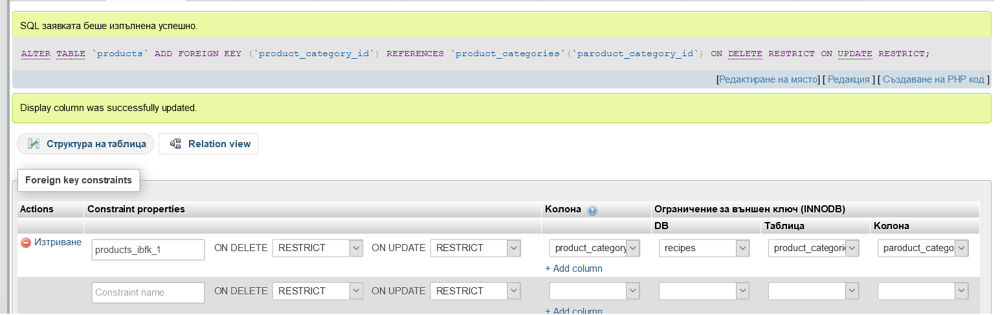 SQL заявката беше изпълнена успешно.
ALTER TABLE `products` ADD FOREIGN KEY (`product_category_id`) REFERENCES `product_categories`(`paroduct_category_id`) ON DELETE RESTRICT ON UPDATE RESTRICT;
[Редактиране на място] [ Редакция ] [ Създаване на PHP код ]
Display column was successfully updated.
Структура на таблица Relation view
Foreign key constraints
Actions Constraint properties Колона Ограничение за външен ключ (INNODB)
DB Таблица Колона
Изтриване products_ibfk_1 ON DELETE RESTRICT ON UPDATE RESTRICT product_category recipes product_categorie paroduct_catego
+ Add column
Constraint name ON DELETE RESTRICT ON UPDATE RESTRICT
+ Add column